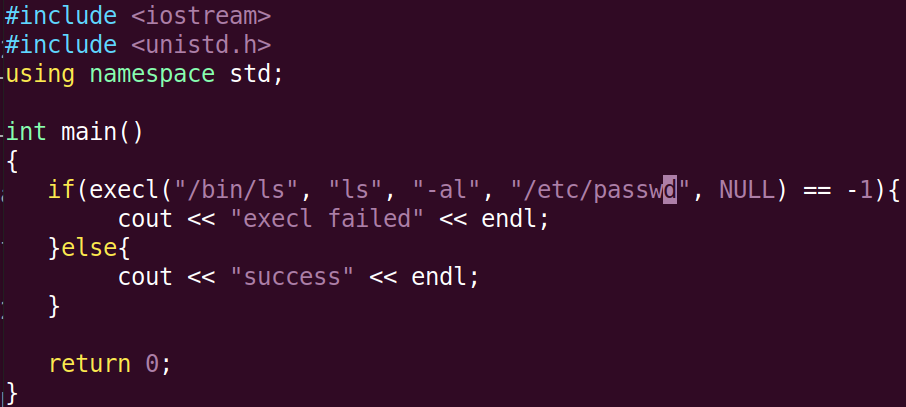 #include <iostream>
#include <unistd.h>
using namespace std;
int main()
{
if(execl("/bin/ls", "ls", "-al", "/etc/passwd", NULL) == -1){
cout << "execl failed" << endl;
}else{
cout << "success" << endl;
}
return 0;
}